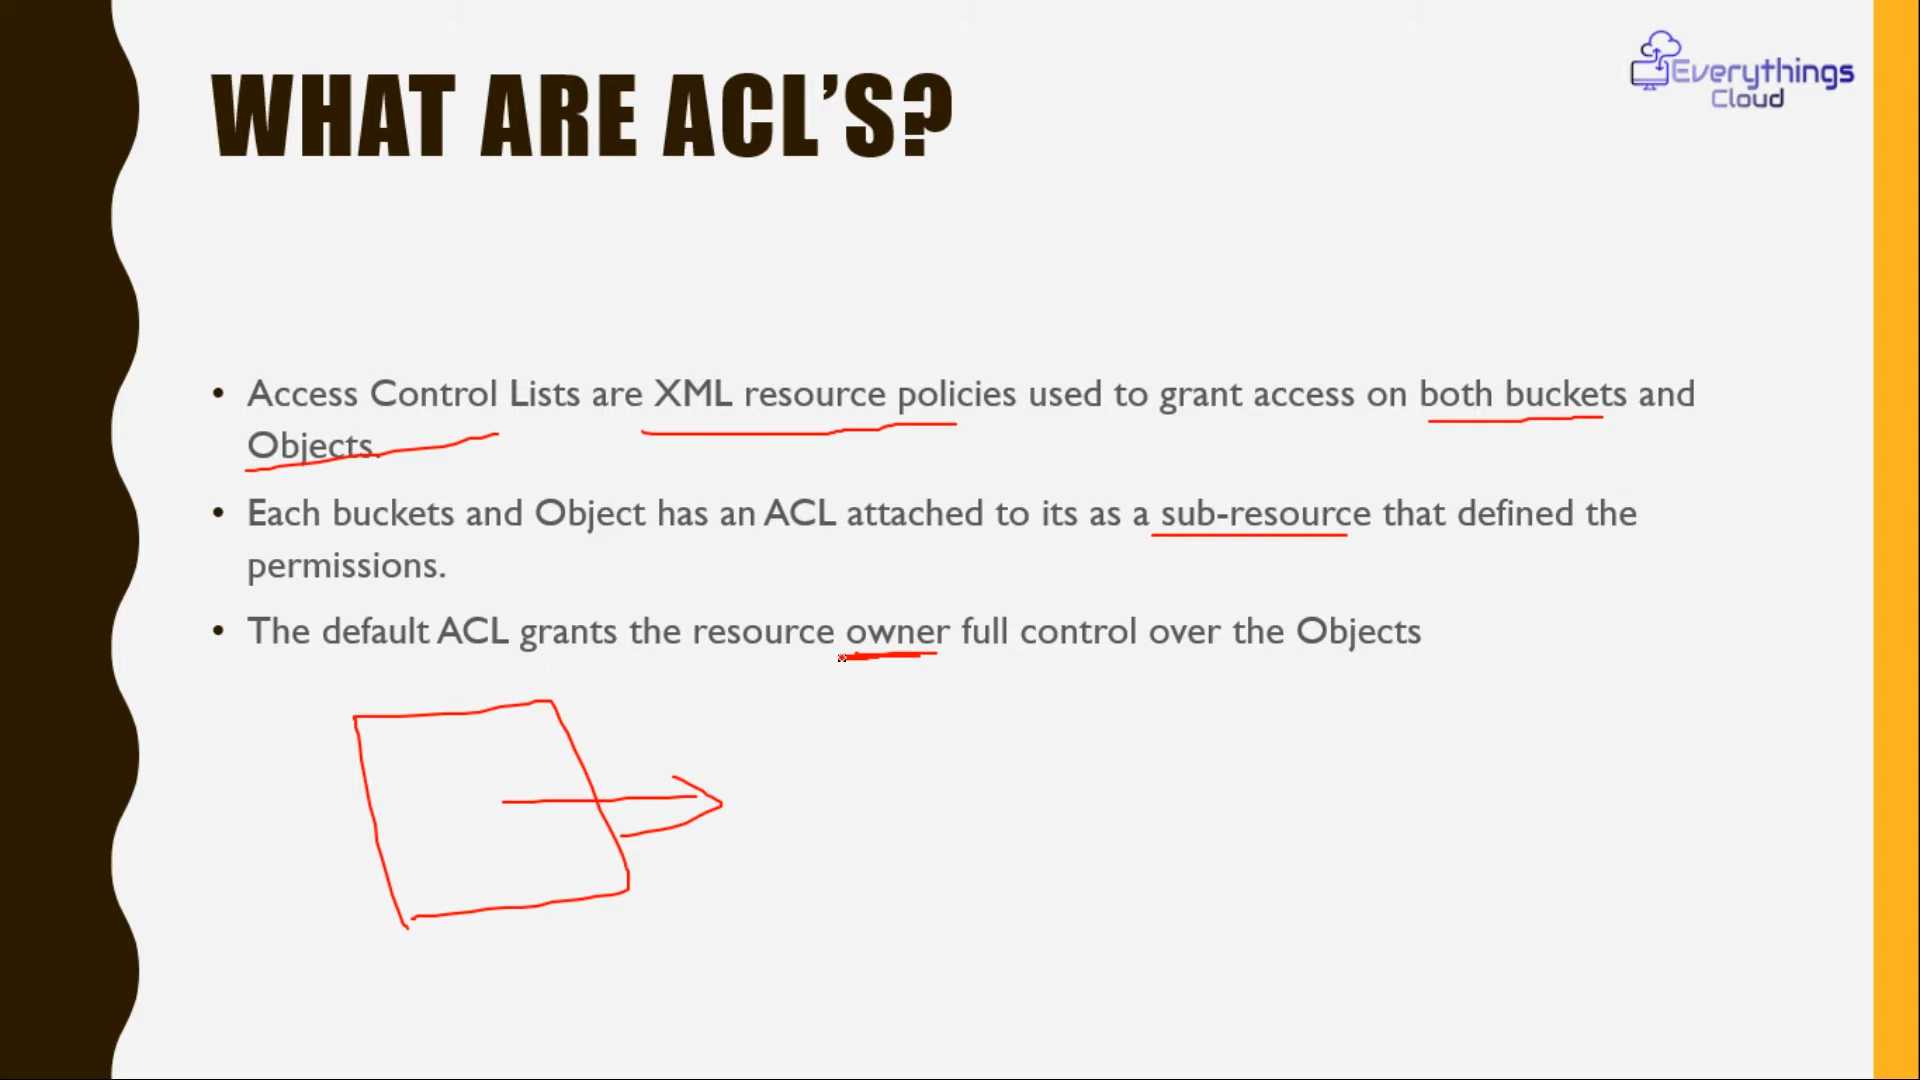 Everythings
Cloud
WHAT ARE ACL’S?
• Access Control Lists are XML resource policies used to grant access on both buckets and
Objects.
• Each buckets and Object has an ACL attached to its as a sub-resource that defined the
permissions.
• The default ACL grants the resource owner full control over the Objects